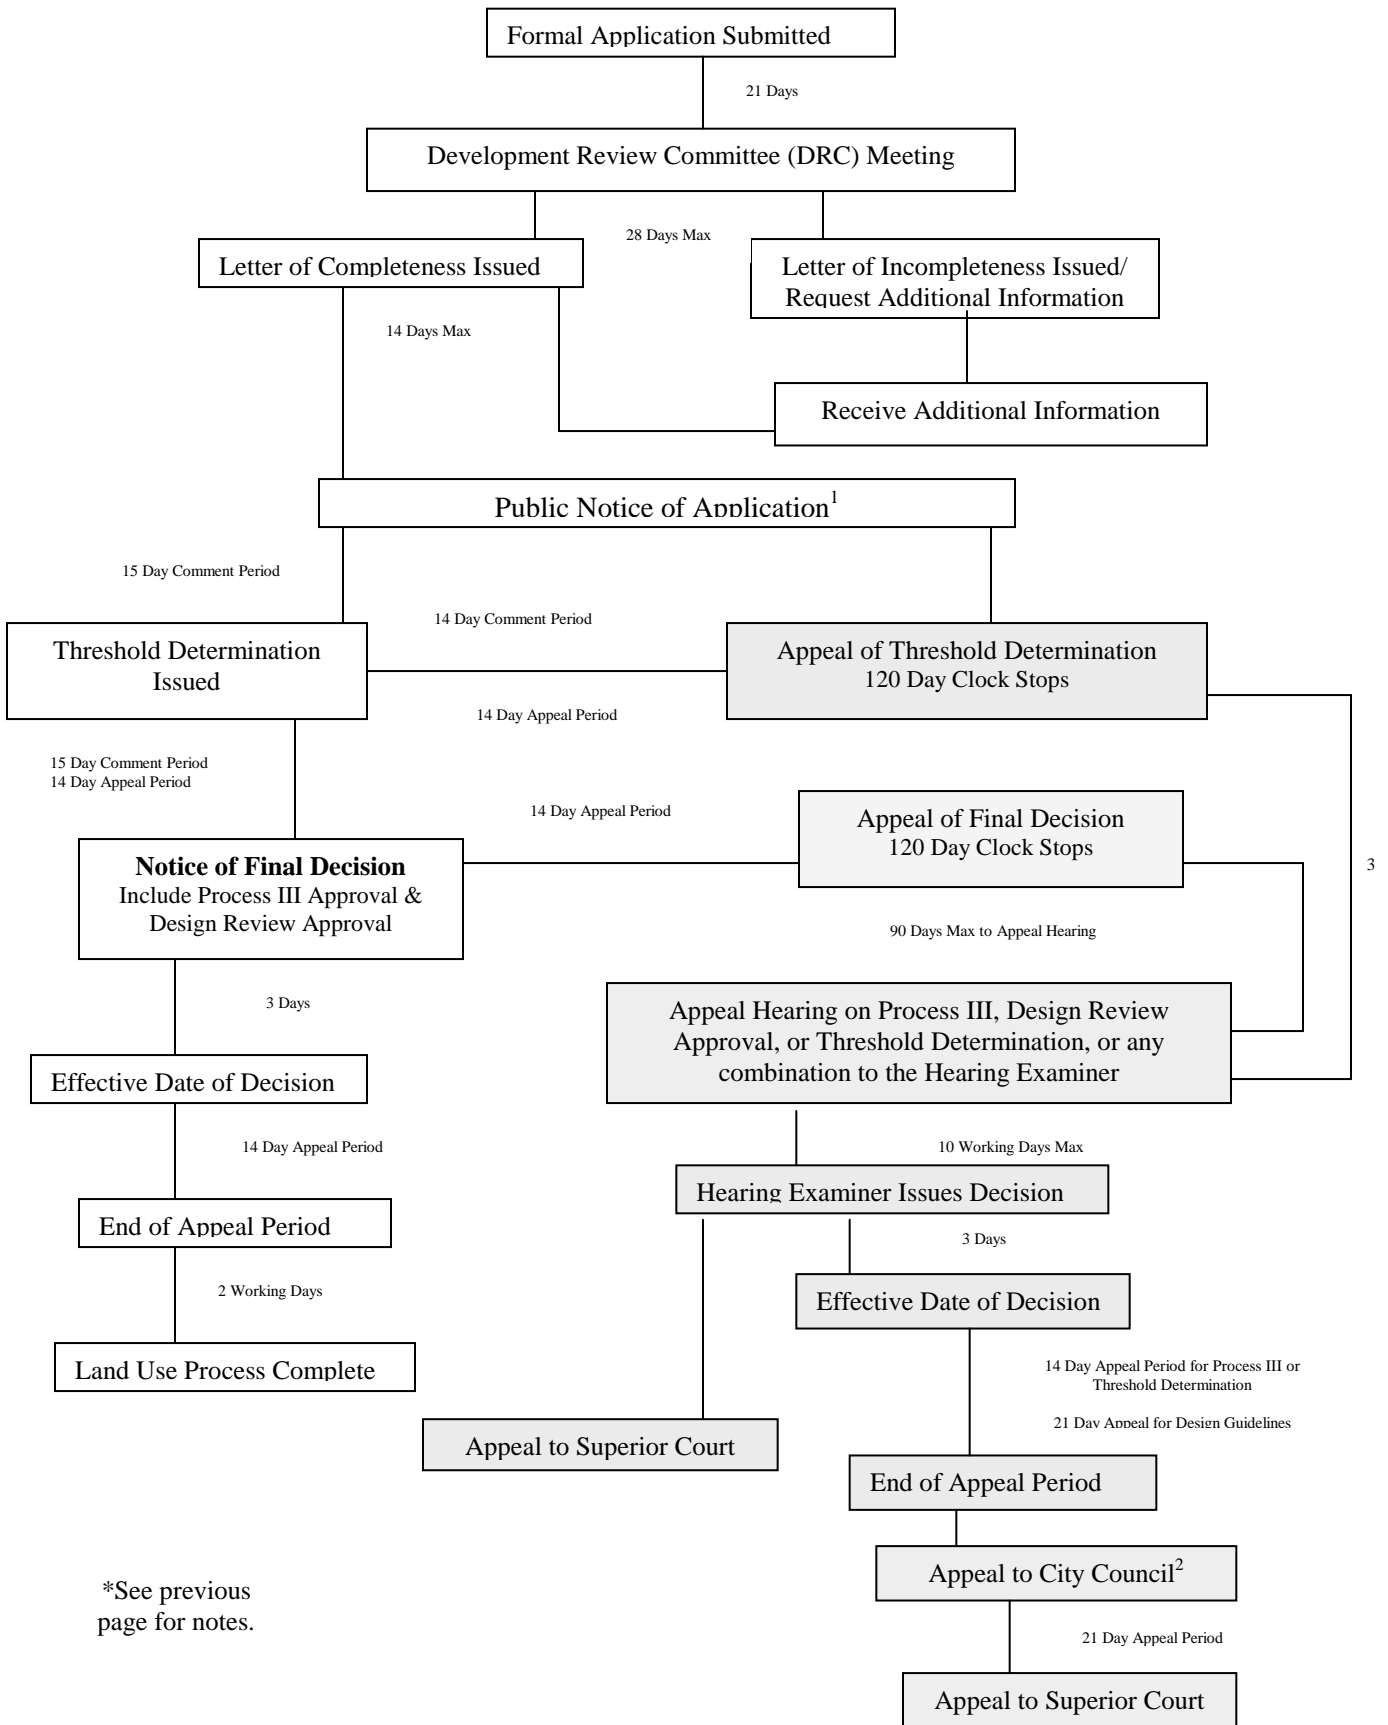 Formal Application Submitted
21 Days
Development Review Committee (DRC) Meeting
28 Days Max
Letter of Completeness Issued
Letter of Incompleteness Issued/
Request Additional Information
14 Days Max
Receive Additional Information
Public Notice of Application1
15 Day Comment Period
14 Day Comment Period
Threshold Determination
Issued
Appeal of Threshold Determination
120 Day Clock Stops
14 Day Appeal Period
15 Day Comment Period
14 Day Appeal Period
14 Day Appeal Period
Appeal of Final Decision
120 Day Clock Stops
3
Notice of Final Decision
Include Process III Approval &
Design Review Approval
90 Days Max to Appeal Hearing
3 Days
Appeal Hearing on Process III, Design Review
Approval, or Threshold Determination, or any
combination to the Hearing Examiner
Effective Date of Decision
14 Day Appeal Period
10 Working Days Max
Hearing Examiner Issues Decision
End of Appeal Period
3 Days
2 Working Days
Effective Date of Decision
Land Use Process Complete
14 Day Appeal Period for Process III or
Threshold Determination
21 Day Appeal for Design Guidelines
Appeal to Superior Court
End of Appeal Period
Appeal to City Council2
*See previous
page for notes.
21 Day Appeal Period
Appeal to Superior Court